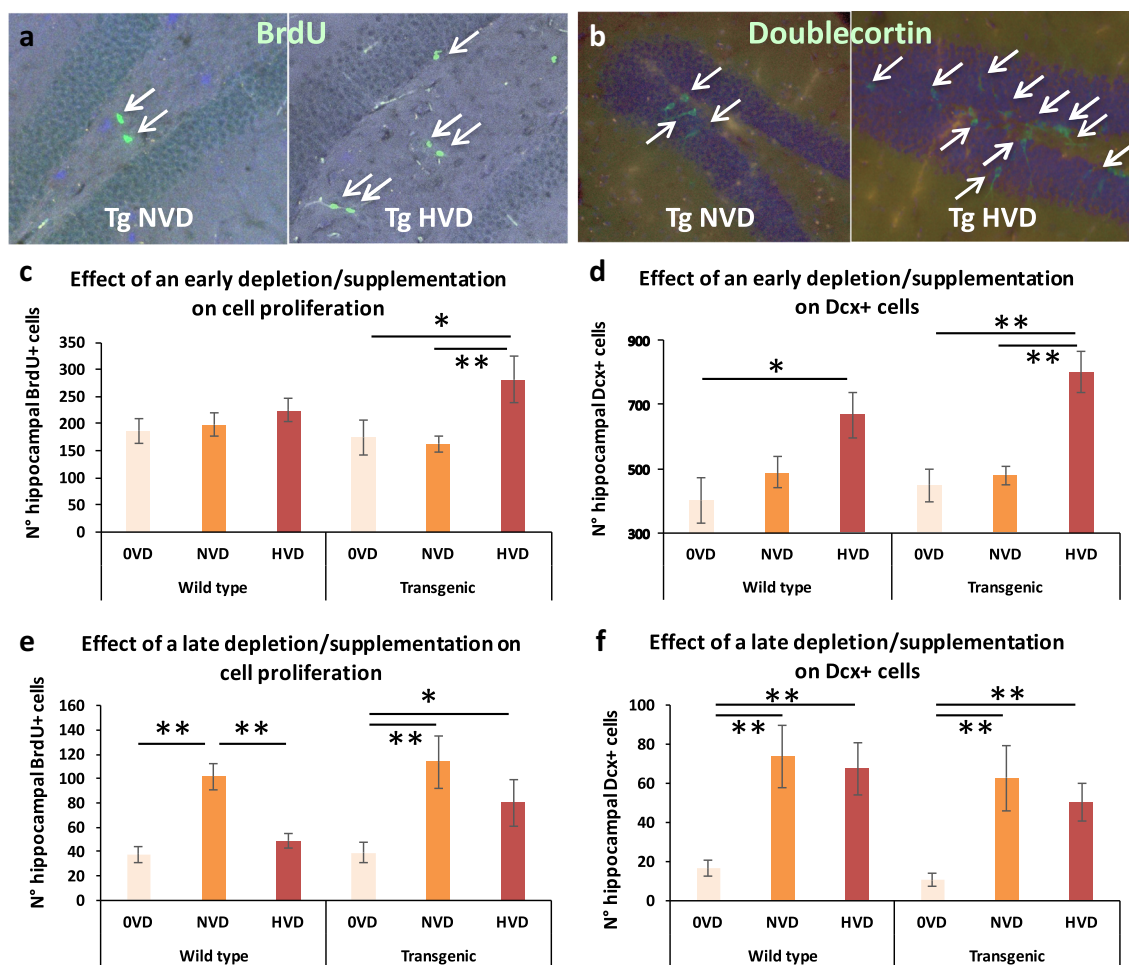 a
BrdU
Tg NVD
Tg HVD
b
Doublecortin
Tg NVD
Tg HVD
c
Effect of an early depletion/supplementation
on cell proliferation
N° hippocampal BrdU+ cells
350
300
250
200
150
100
50
0
*
**
0VD
NVD
HVD
0VD
NVD
HVD
Wild type
Transgenic
d
Effect of an early depletion/supplementation
on Dcx+ cells
N° hippocampal Dcx+ cells
900
700
500
300
*
**
**
0VD
NVD
HVD
0VD
NVD
HVD
Wild type
Transgenic
e
Effect of a late depletion/supplementation on
cell proliferation
N° hippocampal BrdU+ cells
160
140
120
100
80
60
40
20
0
**
**
*
**
0VD
NVD
HVD
0VD
NVD
HVD
Wild type
Transgenic
f
Effect of a late depletion/supplementation
on Dcx+ cells
N° hippocampal Dcx+ cells
100
80
60
40
20
0
**
**
**
**
0VD
NVD
HVD
0VD
NVD
HVD
Wild type
Transgenic